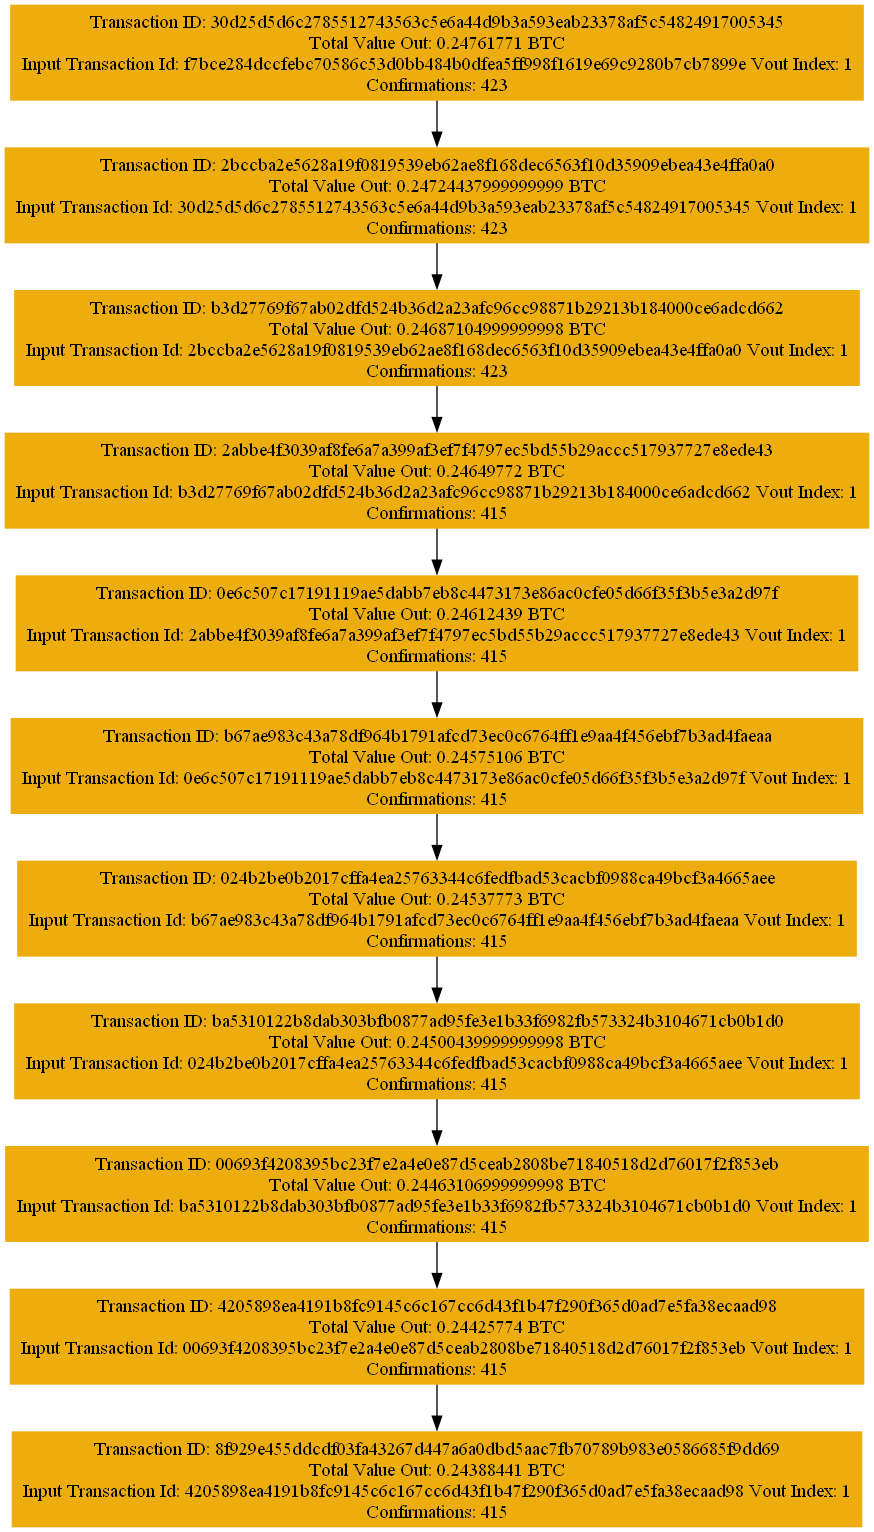 Transaction ID: 30d25d5d6c2785512743563c5e6a44d9b3a593eab23378af5c54824917005345
Total Value Out: 0.24761771 BTC
Input Transaction Id: f7bce284dccfebc70586c53d0bb484b0dfea5ff998f1619e69c9280b7cb7899e Vout Index: 1
Confirmations: 423
Transaction ID: 2bccba2e5628a19f0819539eb62ae8f168dec6563f10d35909ebea43e4ffa0a0
Total Value Out: 0.24724437999999999 BTC
Input Transaction Id: 30d25d5d6c2785512743563c5e6a44d9b3a593eab23378af5c54824917005345 Vout Index: 1
Confirmations: 423
Transaction ID: b3d27769f67ab02dfd524b36d2a23afc96cc98871b29213b184000ce6adcd662
Total Value Out: 0.24687104999999998 BTC
Input Transaction Id: 2bccba2e5628a19f0819539eb62ae8f168dec6563f10d35909ebea43e4ffa0a0 Vout Index: 1
Confirmations: 423
Transaction ID: 2abbe4f3039af8fe6a7a399af3ef7f4797ec5bd55b29accc517937727e8ede43
Total Value Out: 0.24649772 BTC
Input Transaction Id: b3d27769f67ab02dfd524b36d2a23afc96cc98871b29213b184000ce6adcd662 Vout Index: 1
Confirmations: 415
Transaction ID: 0e6c507c17191119ae5dabb7eb8c4473173e86ac0cfe05d66f35f3b5e3a2d97f
Total Value Out: 0.24612439 BTC
Input Transaction Id: 2abbe4f3039af8fe6a7a399af3ef7f4797ec5bd55b29accc517937727e8ede43 Vout Index: 1
Confirmations: 415
Transaction ID: b67ae983c43a78df964b1791afcd73ec0c6764ff1e9aa4f456ebf7b3ad4faeaa
Total Value Out: 0.24575106 BTC
Input Transaction Id: 0e6c507c17191119ae5dabb7eb8c4473173e86ac0cfe05d66f35f3b5e3a2d97f Vout Index: 1
Confirmations: 415
Transaction ID: 024b2be0b2017cffa4ea25763344c6fedfbad53cacbf0988ca49bcf3a4665aee
Total Value Out: 0.24537773 BTC
Input Transaction Id: b67ae983c43a78df964b1791afcd73ec0c6764ff1e9aa4f456ebf7b3ad4faeaa Vout Index: 1
Confirmations: 415
Transaction ID: ba5310122b8dab303bfb0877ad95fe3e1b33f6982fb573324b3104671cb0b1d0
Total Value Out: 0.24500439999999998 BTC
Input Transaction Id: 024b2be0b2017cffa4ea25763344c6fedfbad53cacbf0988ca49bcf3a4665aee Vout Index: 1
Confirmations: 415
Transaction ID: 00693f4208395bc23f7e2a4e0e87d5ceab2808be71840518d2d76017f2f853eb
Total Value Out: 0.24463106999999998 BTC
Input Transaction Id: ba5310122b8dab303bfb0877ad95fe3e1b33f6982fb573324b3104671cb0b1d0 Vout Index: 1
Confirmations: 415
Transaction ID: 4205898ea4191b8fc9145c6c167cc6d43f1b47f290f365d0ad7e5fa38ecaad98
Total Value Out: 0.24425774 BTC
Input Transaction Id: 00693f4208395bc23f7e2a4e0e87d5ceab2808be71840518d2d76017f2f853eb Vout Index: 1
Confirmations: 415
Transaction ID: 8f929e455ddcdf03fa43267d447a6a0dbd5aac7fb70789b983e0586685f9dd69
Total Value Out: 0.24388441 BTC
Input Transaction Id: 4205898ea4191b8fc9145c6c167cc6d43f1b47f290f365d0ad7e5fa38ecaad98 Vout Index: 1
Confirmations: 415